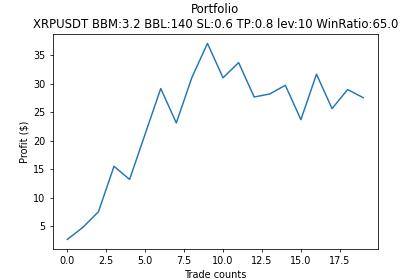 Portfolio
XRPUSDT BBM:3.2 BBL:140 SL:0.6 TP:0.8 lev:10 WinRatio:65.0
Profit ($)
35
30
25
20
15
10
5
0.0 2.5 5.0 7.5 10.0 12.5 15.0 17.5
Trade counts